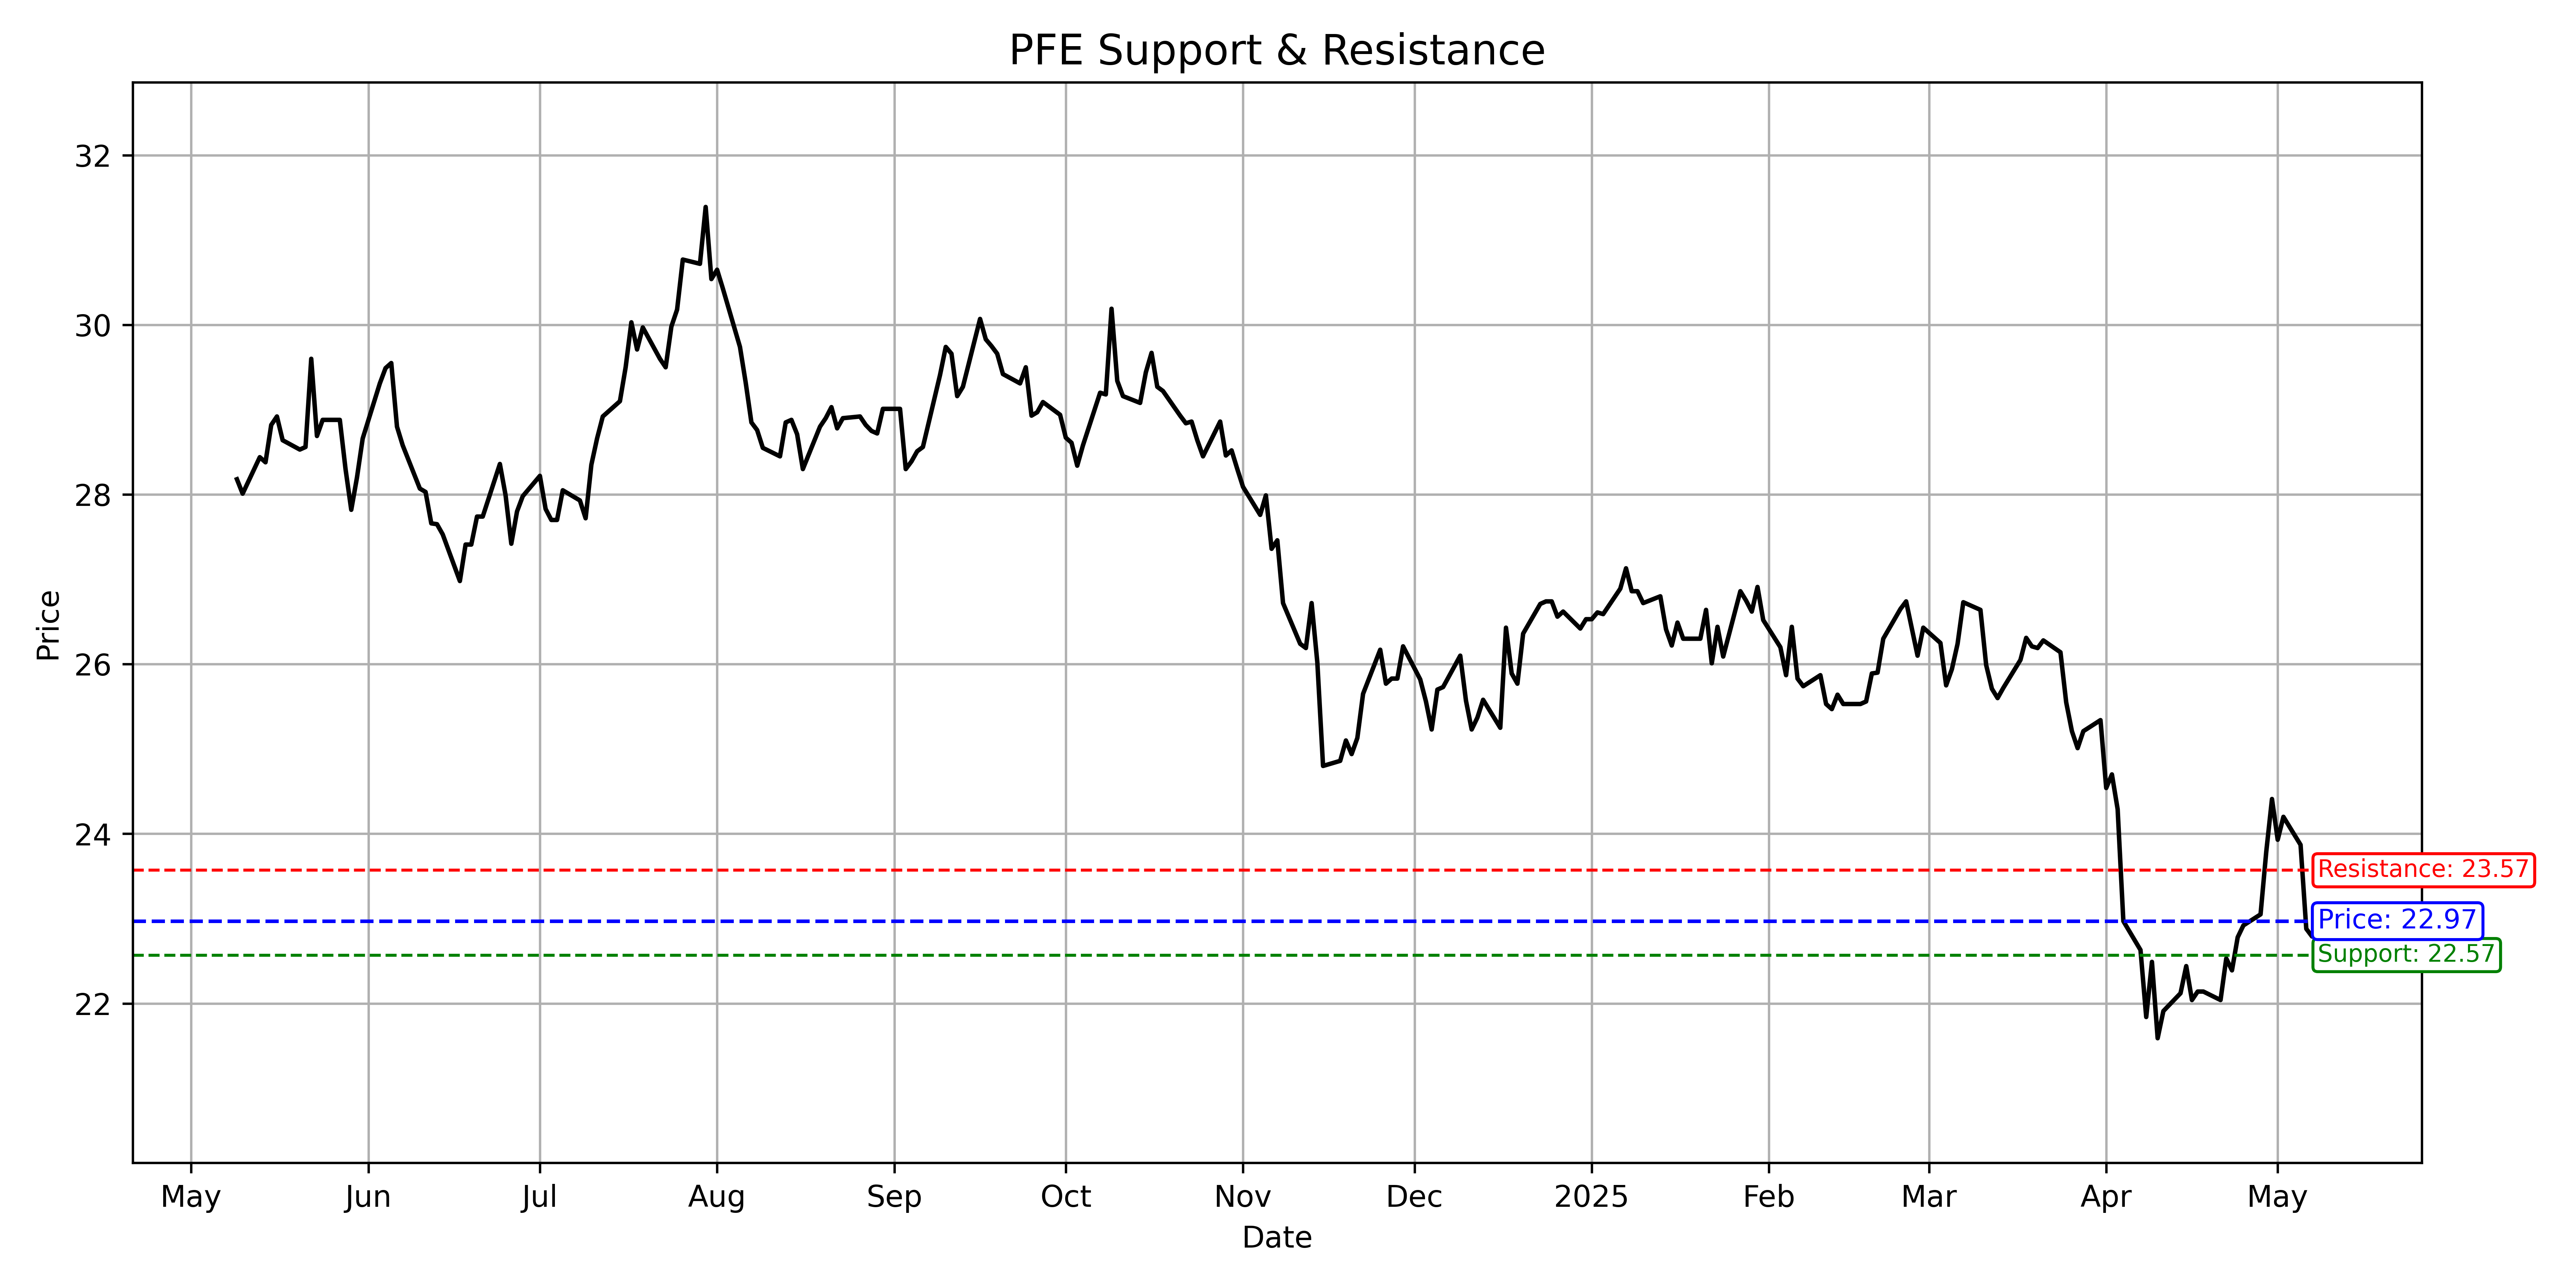 PFE Support & Resistance
Price
32
30
28
26
24
22
Resistance: 23.57
Price: 22.97
Support: 22.57
May Jun Jul Aug Sep Oct Nov Dec 2025 Feb Mar Apr May
Date